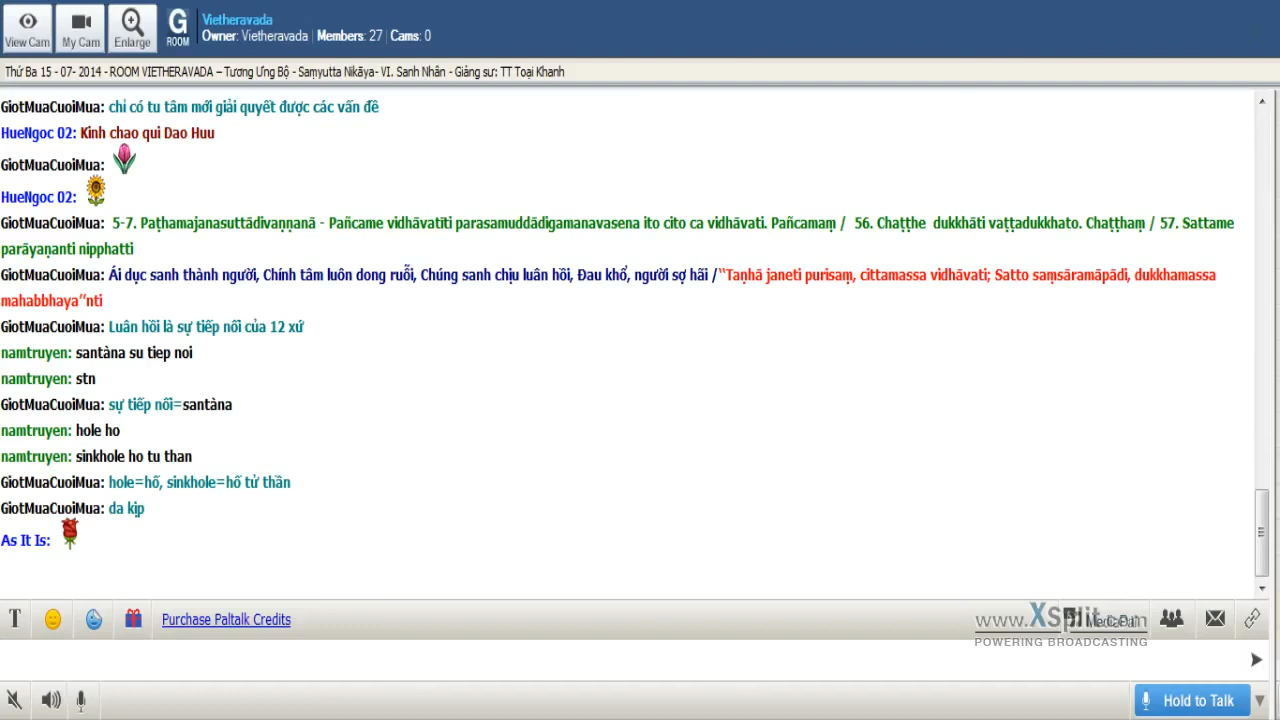 View Cam
My Cam
Enlarge
G
ROOM
Vietheravada
Owner: Vietheravada | Members: 27 | Cams: 0
Thứ Ba 15 - 07- 2014 - ROOM VIETHERAVADA – Tương Ưng Bộ - Saṃyutta Nikāya- VI. Sanh Nhân - Giảng sư: TT Toại Khanh
GiotMuaCuoiMua: chỉ có tu tâm mới giải quyết được các vấn đề
HueNgoc 02: Kinh chao qui Dao Huu
GiotMuaCuoiMua:
HueNgoc 02:
GiotMuaCuoiMua: 5-7. Paṭhamajanasuttādivaṇṇanā - Pañcame vidhāvatīti parasamuddādigamanavasena ito cito ca vidhāvati. Pañcamaṃ / 56. Chaṭṭhe dukkhāti vaṭṭadukkhato. Chaṭṭhaṃ / 57. Sattame
parāyaṇanti nipphatti
GiotMuaCuoiMua: Ái dục sanh thành người, Chính tâm luôn dong ruỗi, Chúng sanh chịu luân hồi, Đau khổ, người sợ hãi /‘‘Taṇhā janeti purisaṃ, cittamassa vidhāvati; Satto saṃsāramāpādi, dukkhamassa
mahabbhaya’’nti
GiotMuaCuoiMua: Luân hồi là sự tiếp nối của 12 xứ
namtruyen: santàna su tiep noi
namtruyen: stn
GiotMuaCuoiMua: sự tiếp nối=santàna
namtruyen: hole ho
namtruyen: sinkhole ho tu than
GiotMuaCuoiMua: hole=hố, sinkhole=hố tử thần
GiotMuaCuoiMua: da kịp
As It Is:
T
Purchase Paltalk Credits
www.XSplit.com
POWERING BROADCASTING
Hold to Talk